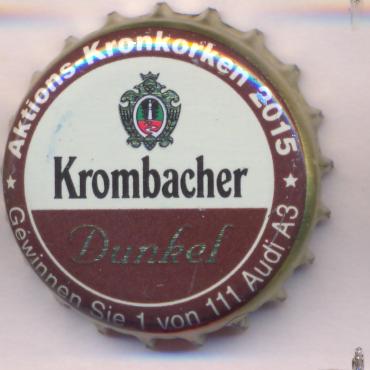 Aktions-Kronkorken 2015
Krombacher
Dunkel
Gewinnen Sie 1 von 111 Audi A3